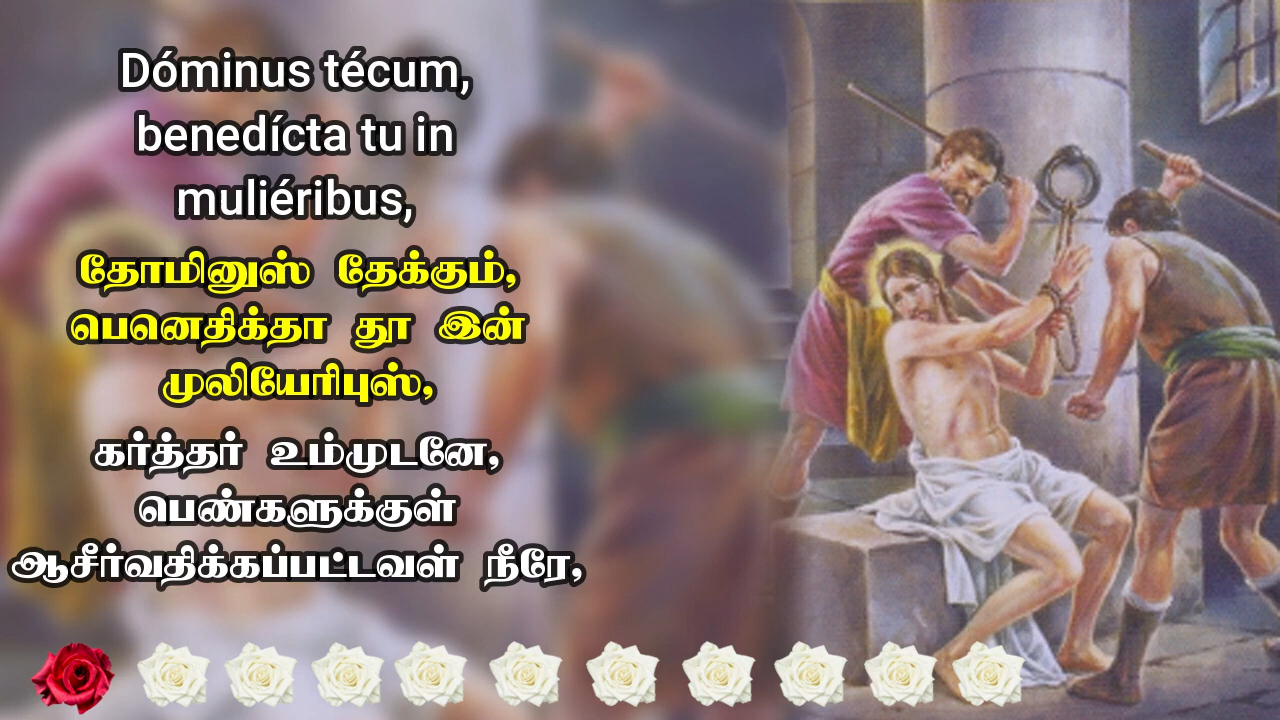 Dóminus técum,
benedícta tu in
muliéribus,
தோமினுஸ் தேக்கும்,
பெனெதிக்தா தூ இன்
முலியேரிபுஸ்,
கர்த்தர் உம்முடனே,
பெண்களுக்குள்
ஆசீர்வதிக்கப்பட்டவள் நீரே,